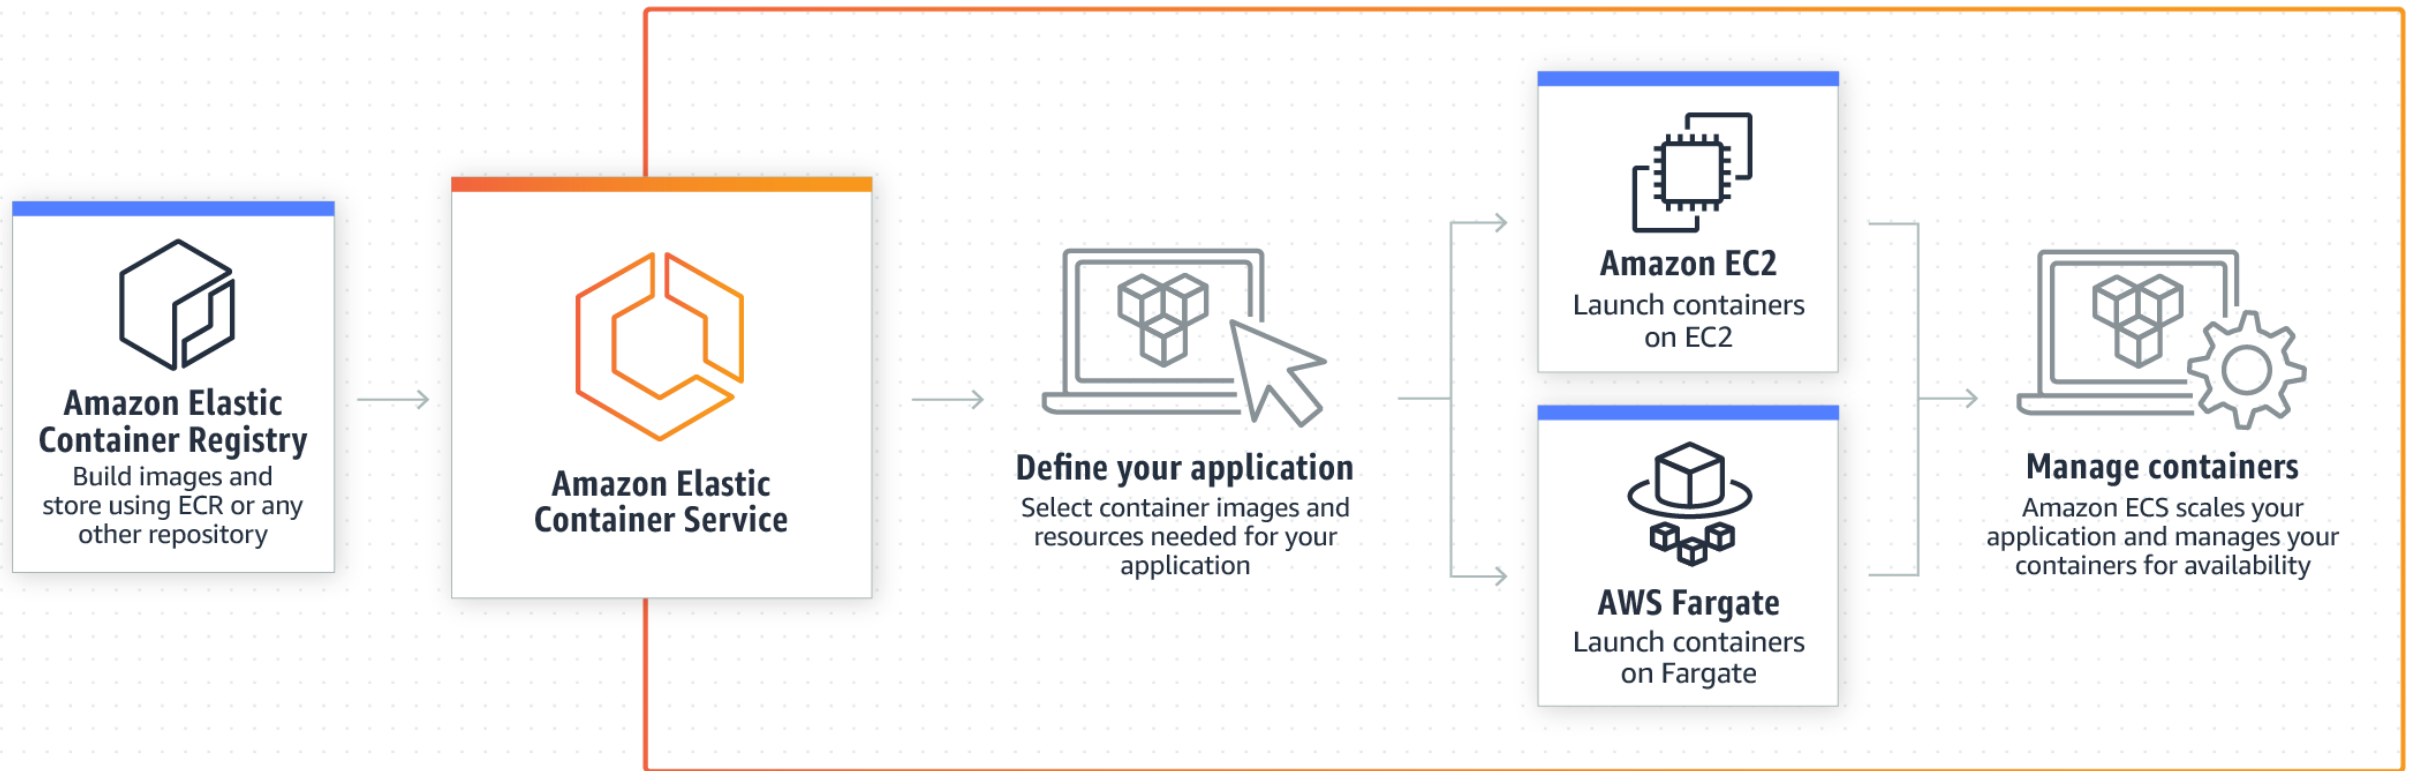 Amazon Elastic
Container Registry
Build images and
store using ECR or any
other repository
Amazon Elastic
Container Service
Define your application
Select container images and
resources needed for your
application
Amazon EC2
Launch containers
on EC2
AWS Fargate
Launch containers
on Fargate
Manage containers
Amazon ECS scales your
application and manages your
containers for availability